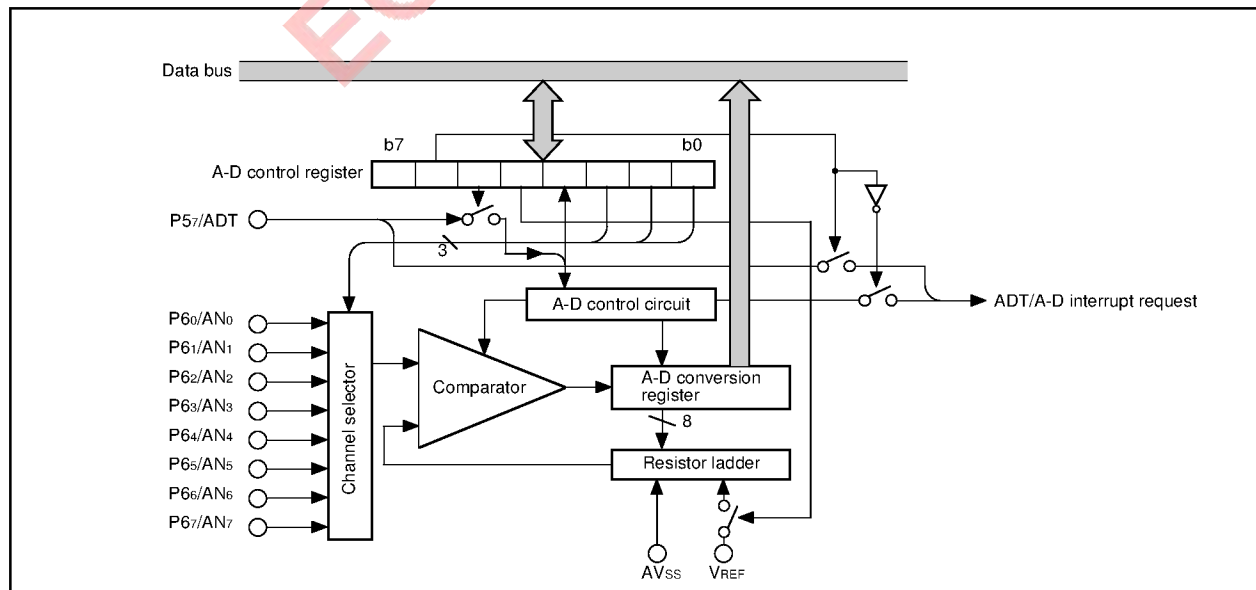 Data bus
b7
b0
A-D control register
P57/ADT
3
A-D control circuit
ADT/A-D interrupt request
P60/AN0
P61/AN1
P62/AN2
P63/AN3
P64/AN4
P65/AN5
P66/AN6
P67/AN7
Channel selector
Comparator
A-D conversion
register
8
Resistor ladder
AVSS
VREF